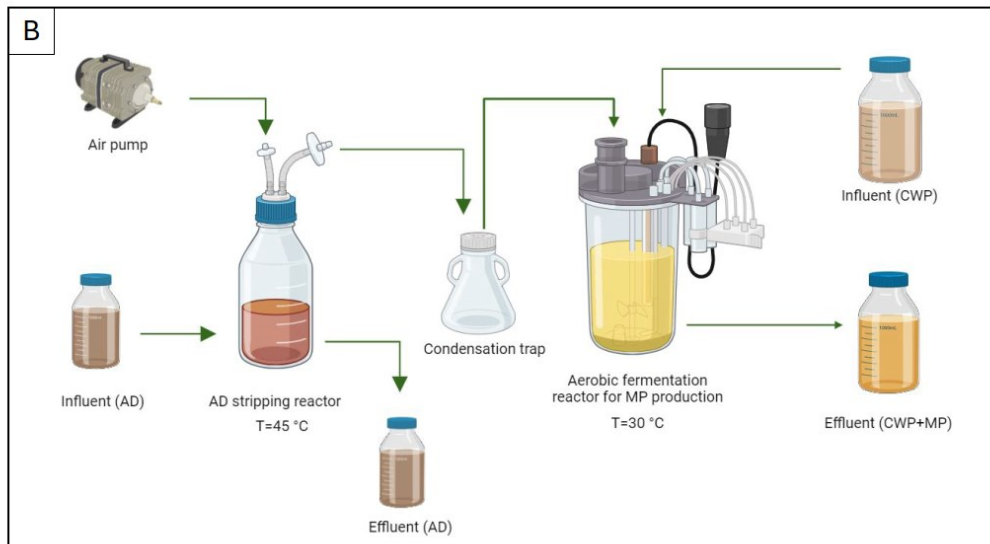 B
Air pump
Influent (CWP)
Condensation trap
Influent (AD)
AD stripping reactor
T=45 °C
Aerobic fermentation
reactor for MP production
T=30 °C
Effluent (CWP+MP)
Effluent (AD)